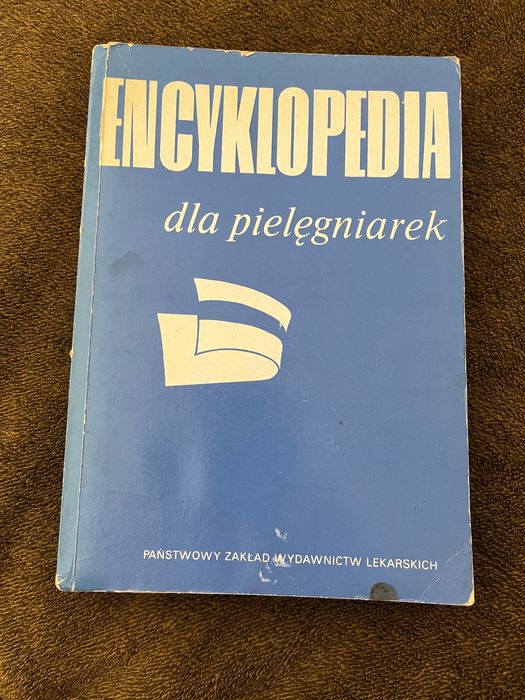 ENCYKLOPEDIA
dla pielęgniarek
PAŃSTWOWY ZAKŁAD WYDAWNICTW LEKARSKICH